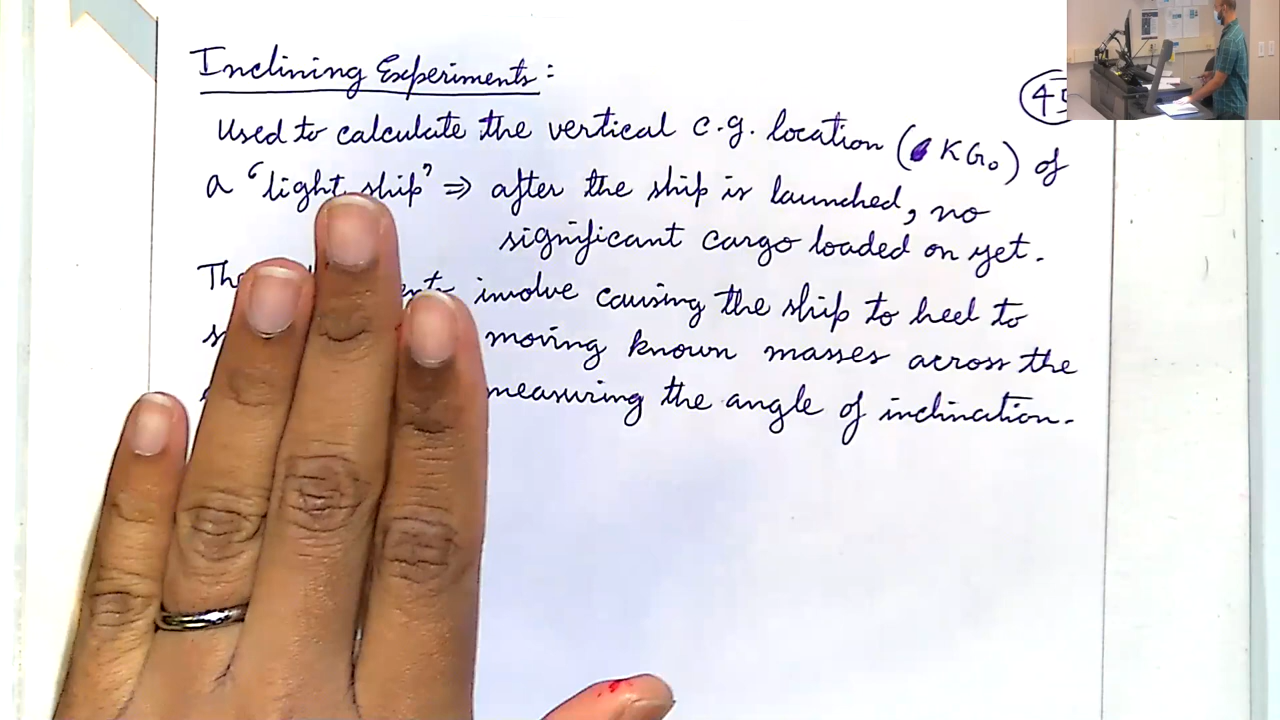 Inclining Experiments:
Used to calculate the vertical c.g. location (KG₀) of
a "light ship" ⇒ after the ship is launched, no
significant cargo loaded on yet.
involve causing the ship to heel to
moving known masses across the
measuring the angle of inclination.